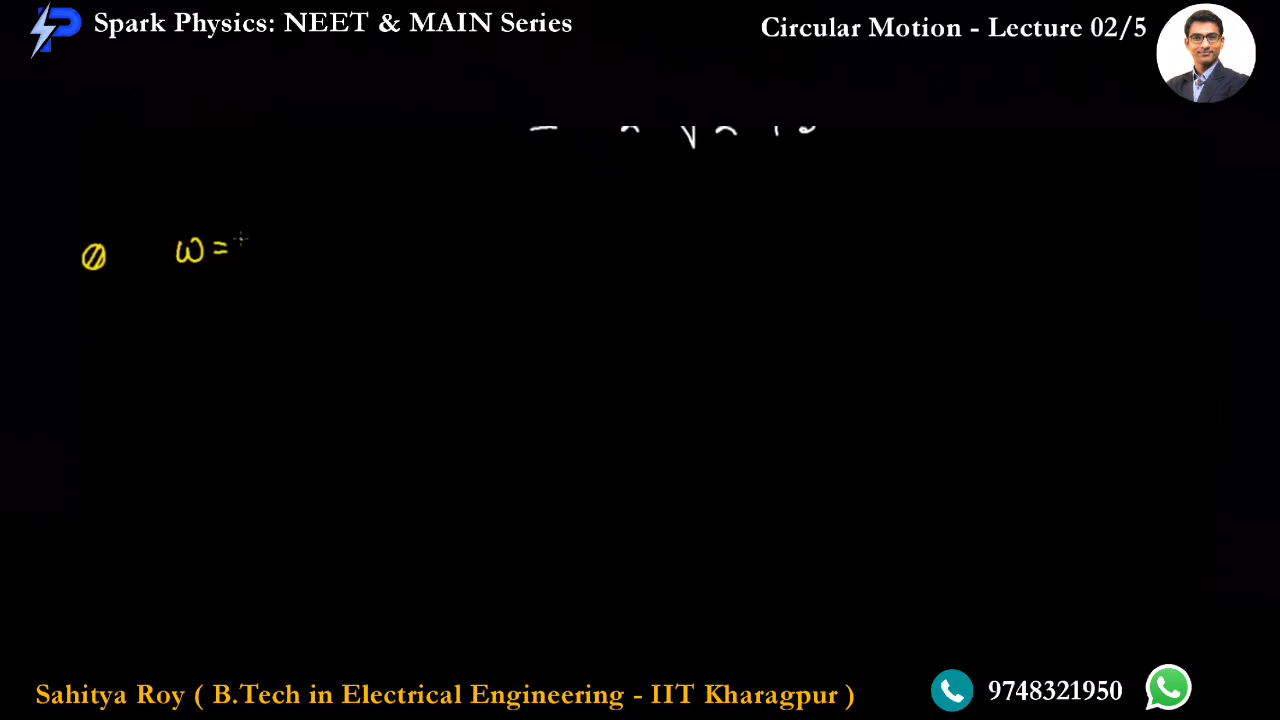 Spark Physics: NEET & MAIN Series
Circular Motion - Lecture 02/5
ω =
Sahitya Roy ( B.Tech in Electrical Engineering - IIT Kharagpur )
9748321950